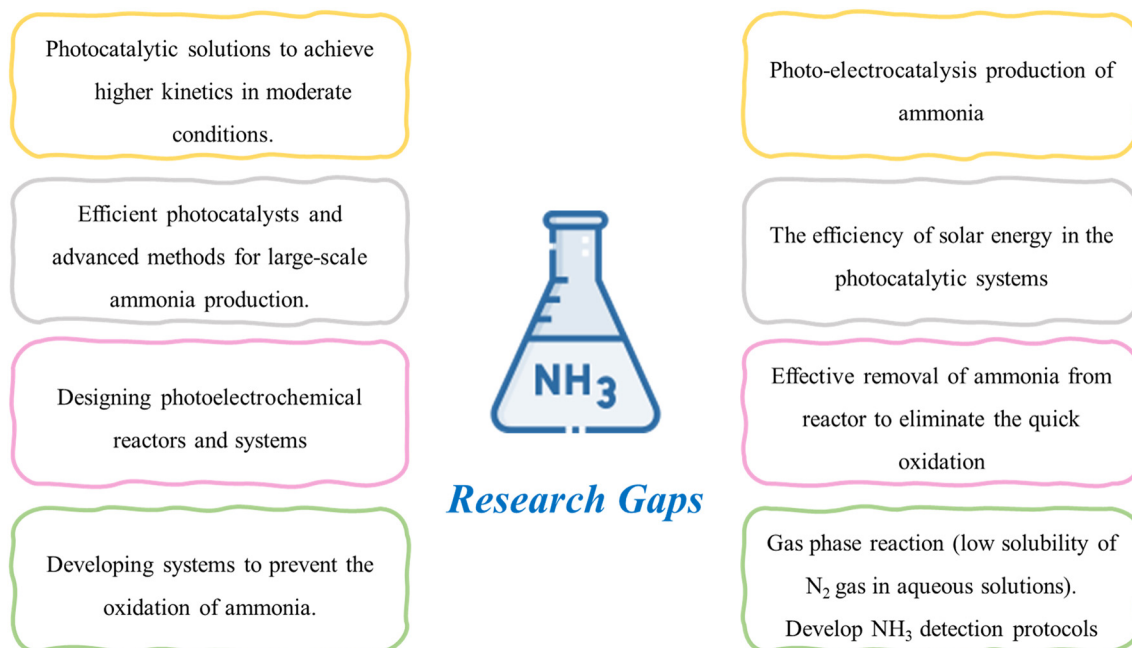 Photocatalytic solutions to achieve
higher kinetics in moderate
conditions.
Efficient photocatalysts and
advanced methods for large-scale
ammonia production.
Designing photoelectrochemical
reactors and systems
Developing systems to prevent the
oxidation of ammonia.
NH3
Research Gaps
Photo-electrocatalysis production of
ammonia
The efficiency of solar energy in the
photocatalytic systems
Effective removal of ammonia from
reactor to eliminate the quick
oxidation
Gas phase reaction (low solubility of
N2 gas in aqueous solutions).
Develop NH3 detection protocols